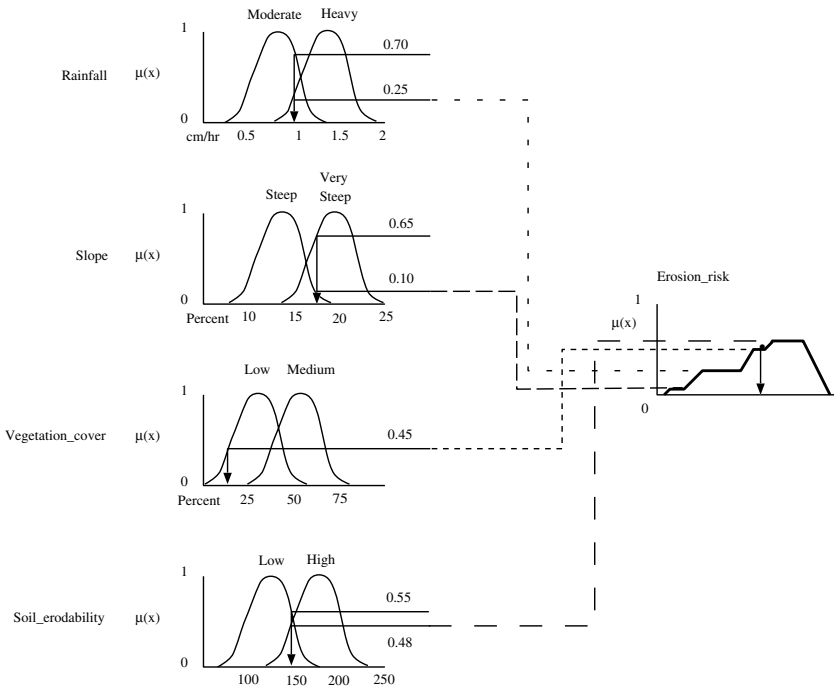 Moderate Heavy
1
0.70
Rainfall μ(x)
0.25
0
cm/hr 0.5 1 1.5 2
Very
Steep Steep
1
0.65
Slope μ(x)
0.10
0
Percent 10 15 20 25
Erosion_risk
1
μ(x)
0
Low Medium
1
Vegetation_cover μ(x) 0.45
0
Percent 25 50 75
Low High
1
0.55
Soil_erodability μ(x)
0.48
0
100 150 200 250